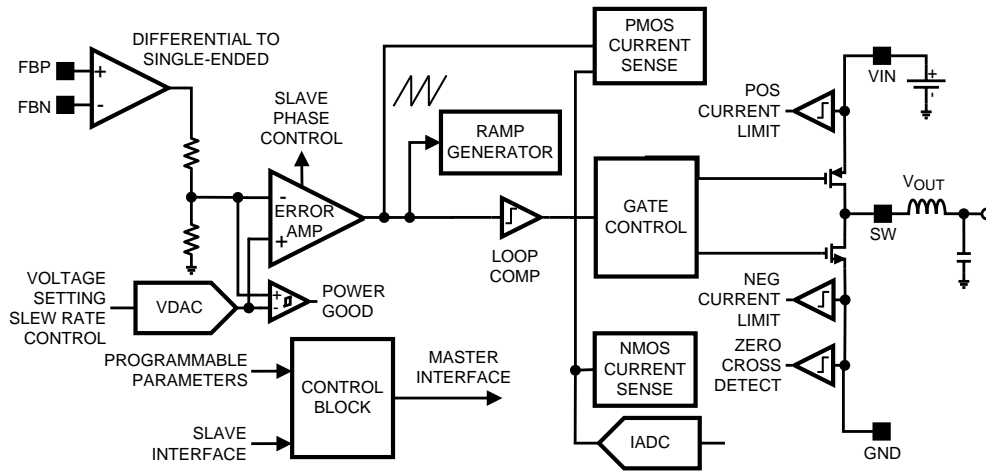 DIFFERENTIAL TO
SINGLE-ENDED
FBP
FBN
+
-
SLAVE
PHASE
CONTROL
RAMP
GENERATOR
PMOS
CURRENT
SENSE
POS
CURRENT
LIMIT
VIN
+
-
-
ERROR
AMP
+
LOOP
COMP
GATE
CONTROL
VOUT
SW
VOLTAGE
SETTING
SLEW RATE
CONTROL
VDAC
+
-
POWER
GOOD
NEG
CURRENT
LIMIT
ZERO
CROSS
DETECT
PROGRAMMABLE
PARAMETERS
SLAVE
INTERFACE
CONTROL
BLOCK
MASTER
INTERFACE
NMOS
CURRENT
SENSE
IADC
GND